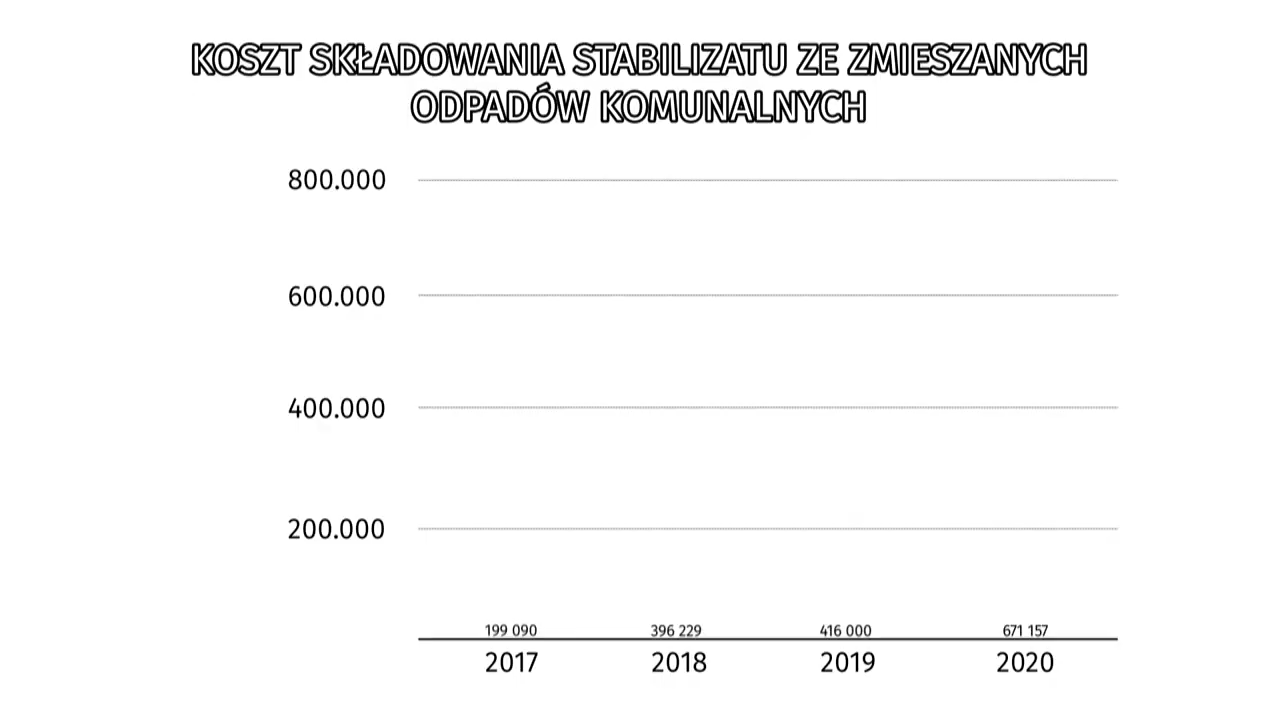 KOSZT SKŁADOWANIA STABILIZATU ZE ZMIESZANYCH
ODPADÓW KOMUNALNYCH
800.000
600.000
400.000
200.000
199 090 396 229 416 000 671 157
2017 2018 2019 2020